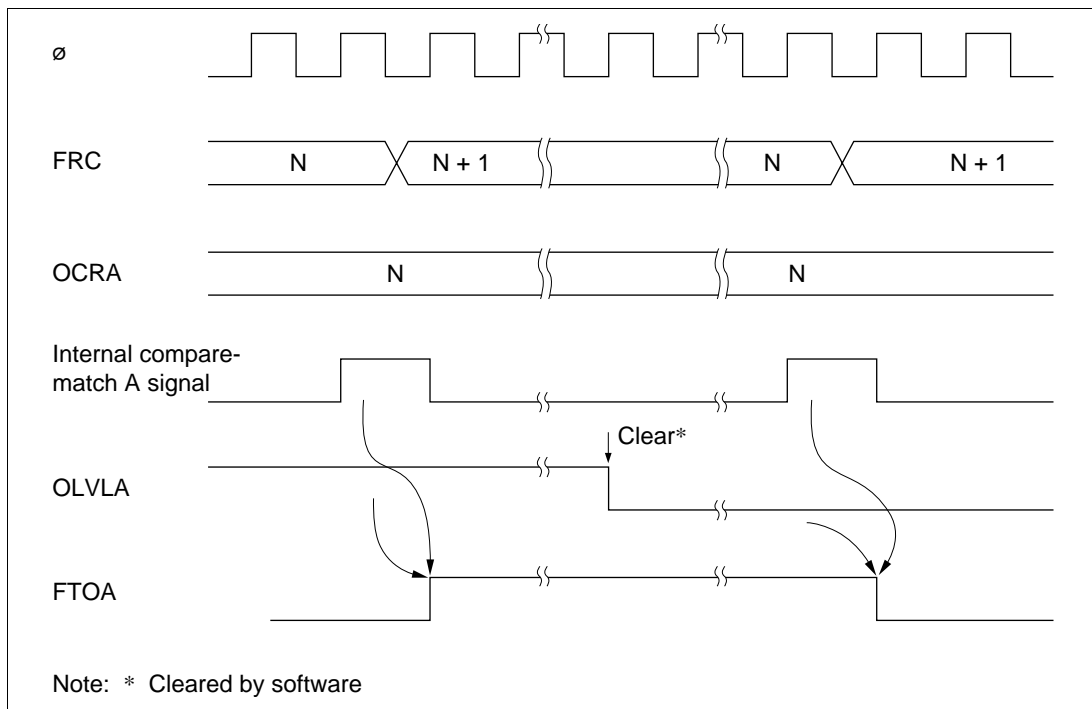 ø
FRC
N
N + 1
N
N + 1
OCRA
N
N
Internal compare-
match A signal
Clear*
OLVLA
FTOA
Note: * Cleared by software